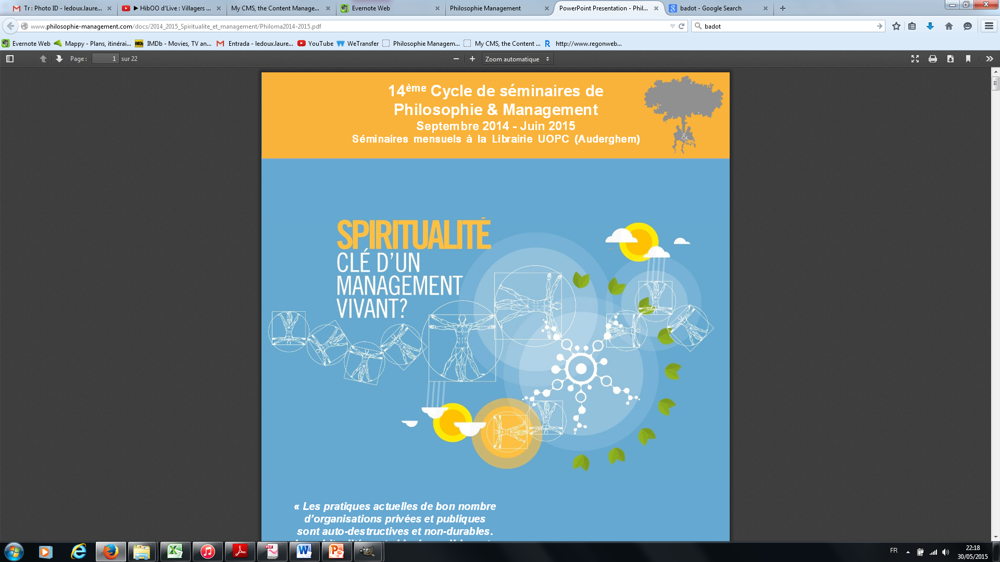 Tr : Photo ID - ledoux.laure...
▶ HibOO d'Live : Villagers ...
My CMS, the Content Manage...
Evernote Web
Philosophie Management
PowerPoint Presentation - Phil...
badot - Google Search
www.philosophie-management.com/docs/2014_2015_Spiritualite_et_management/Philoma2014-2015.pdf
badot
Evernote Web
Mappy - Plans, itinérai...
IMDb - Movies, TV an...
Entrada - ledoux.laure...
YouTube
WeTransfer
Philosophie Managem...
My CMS, the Content ...
http://www.regonweb...
Page : 1 sur 22
Zoom automatique
14ème Cycle de séminaires de
Philosophie & Management
Septembre 2014 - Juin 2015
Séminaires mensuels à la Librairie UOPC (Auderghem)
&
SPIRITUALITÉ
CLÉ D'UN
MANAGEMENT
VIVANT?
« Les pratiques actuelles de bon nombre
d'organisations privées et publiques
sont auto-destructives et non-durables.
FR
22:18
30/05/2015